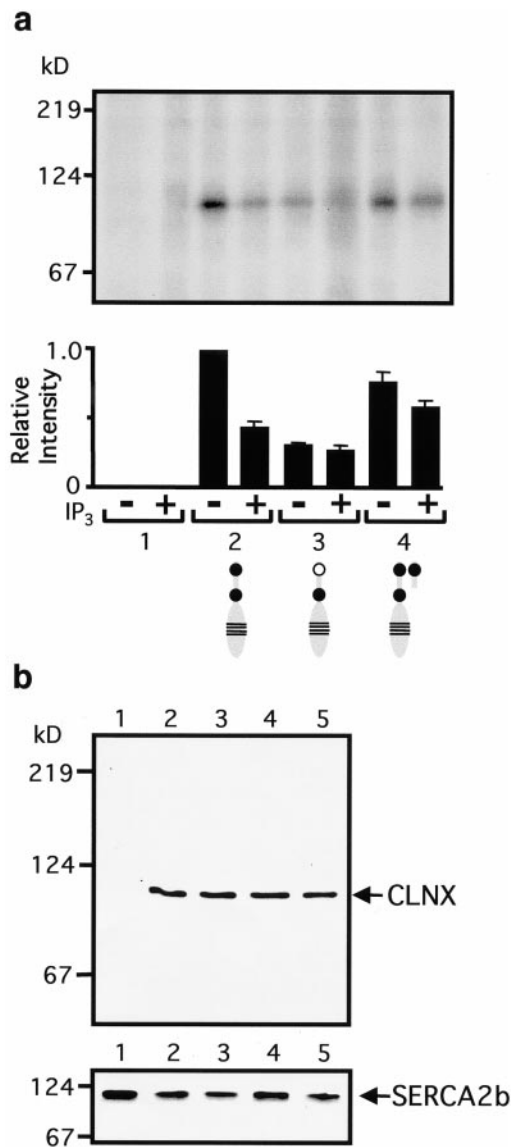 a
kD
219
124
67
Relative Intensity
1.0
0
IP3 - + - + - + - +
1 2 3 4
b
1 2 3 4 5
kD
219
124
67
CLNX
1 2 3 4 5
124
67
SERCA2b